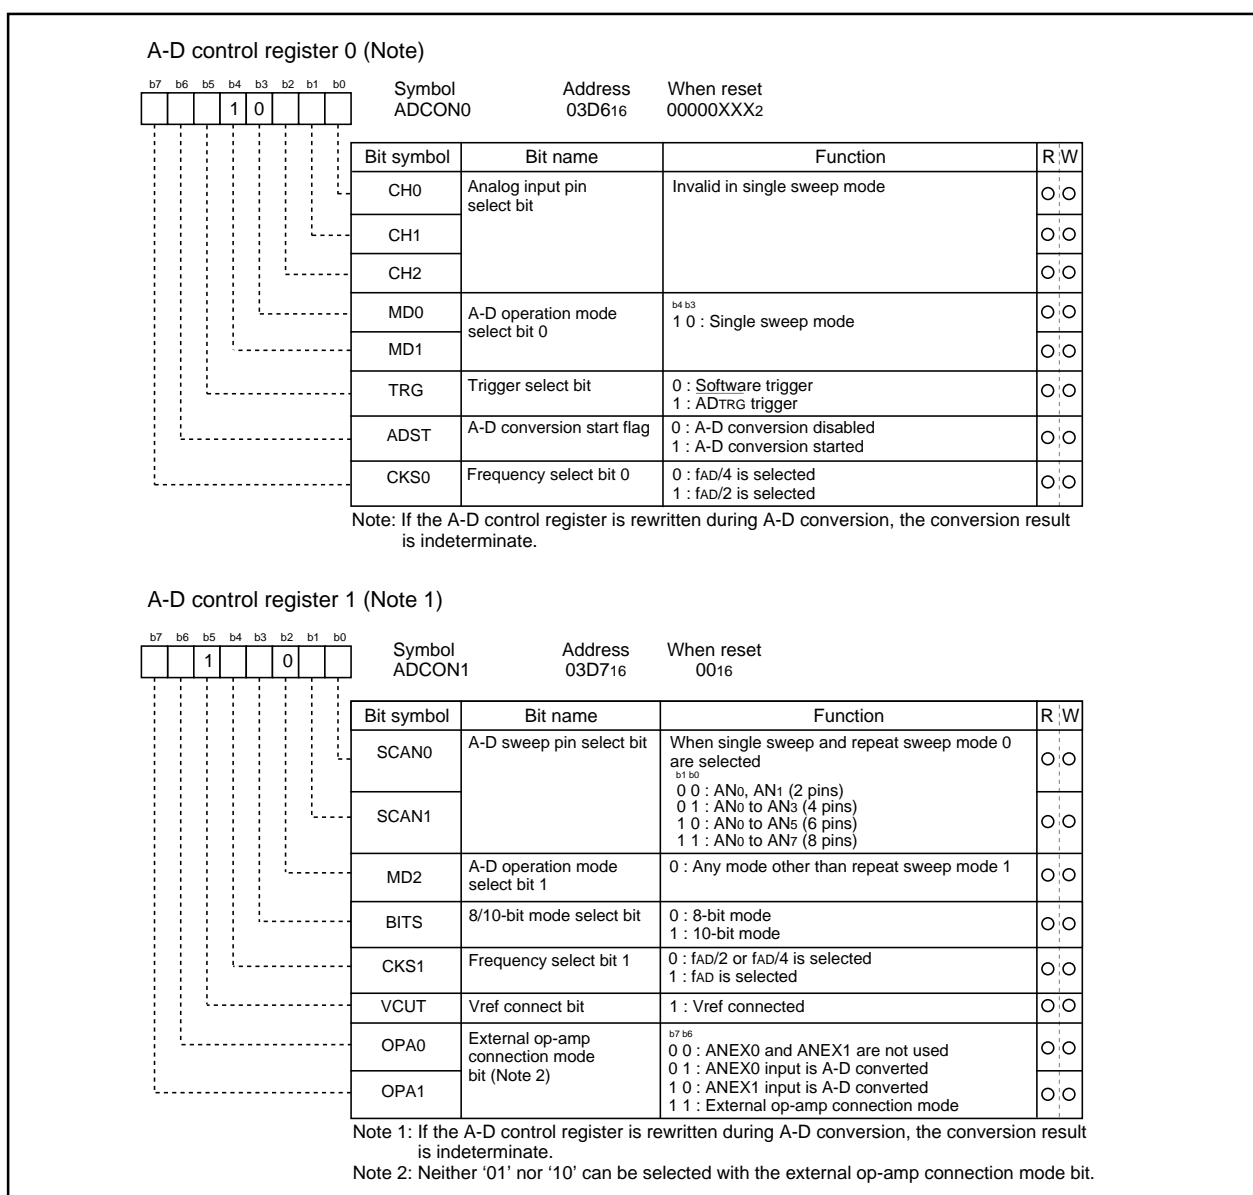 A-D control register 0 (Note)
b7 b6 b5 b4 b3 b2 b1 b0
Symbol Address When reset
1 0 ADCON0 03D616 00000XXX2
Bit symbol Bit name Function R W
CH0 Analog input pin select bit Invalid in single sweep mode
CH1
CH2
MD0 A-D operation mode select bit 0 b4 b3
1 0 : Single sweep mode
MD1
TRG Trigger select bit 0 : Software trigger
1 : ADTRG trigger
ADST A-D conversion start flag 0 : A-D conversion disabled
1 : A-D conversion started
CKS0 Frequency select bit 0 0 : fAD/4 is selected
1 : fAD/2 is selected
Note: If the A-D control register is rewritten during A-D conversion, the conversion result
is indeterminate.
A-D control register 1 (Note 1)
b7 b6 b5 b4 b3 b2 b1 b0
Symbol Address When reset
1 0 ADCON1 03D716 0016
Bit symbol Bit name Function R W
SCAN0 A-D sweep pin select bit When single sweep and repeat sweep mode 0
are selected
b1 b0
0 0 : AN0, AN1 (2 pins)
0 1 : AN0 to AN3 (4 pins)
SCAN1 1 0 : AN0 to AN5 (6 pins)
1 1 : AN0 to AN7 (8 pins)
MD2 A-D operation mode select bit 1 0 : Any mode other than repeat sweep mode 1
BITS 8/10-bit mode select bit 0 : 8-bit mode
1 : 10-bit mode
CKS1 Frequency select bit 1 0 : fAD/2 or fAD/4 is selected
1 : fAD is selected
VCUT Vref connect bit 1 : Vref connected
OPA0 External op-amp connection mode bit (Note 2) b7 b6
0 0 : ANEX0 and ANEX1 are not used
0 1 : ANEX0 input is A-D converted
OPA1 1 0 : ANEX1 input is A-D converted
1 1 : External op-amp connection mode
Note 1: If the A-D control register is rewritten during A-D conversion, the conversion result
is indeterminate.
Note 2: Neither ‘01’ nor ‘10’ can be selected with the external op-amp connection mode bit.